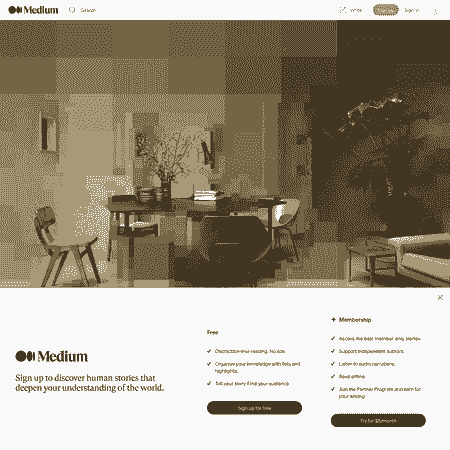 Medium
Search
Write
Sign up
Sign in
Medium
Sign up to discover human stories that
deepen your understanding of the world.
Free
Distraction-free reading. No ads.
Organize your knowledge with lists and
highlights.
Tell your story. Find your audience.
Sign up for free
Membership
Access the best member-only stories.
Support independent authors.
Listen to audio narrations.
Read offline.
Join the Partner Program and earn for
your writing.
Try for $5/month